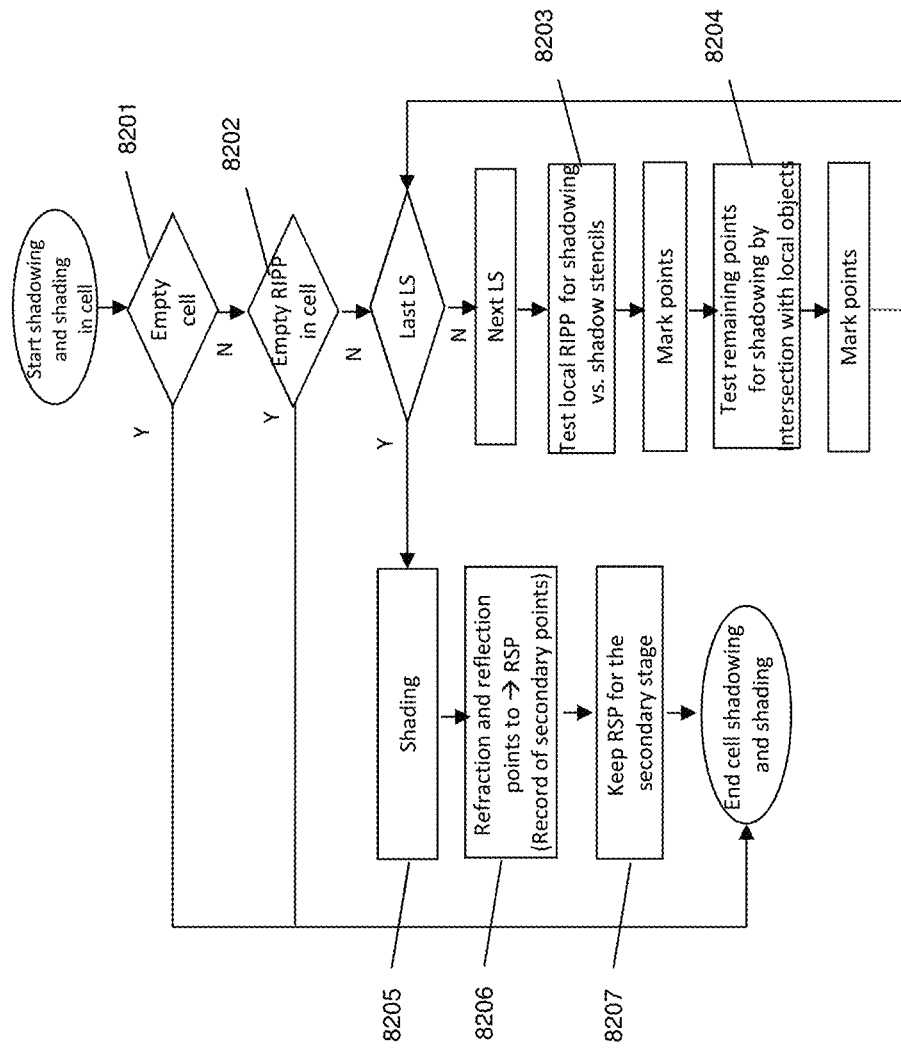 Start shadowing
and shading
in cell
8201
Empty
cell
Y
N
8202
Empty RIPP
in cell
Y
N
Last LS
Y
N
Next LS
8203
Test local RIPP for shadowing
vs. shadow stencils
Mark points
8204
Test remaining points
for shadowing by
Intersection with local objects
Mark points
8205
Shading
8206
Refraction and reflection
points to → RSP
(Record of secondary points)
8207
Keep RSP for the
secondary stage
End cell shadowing
and shading